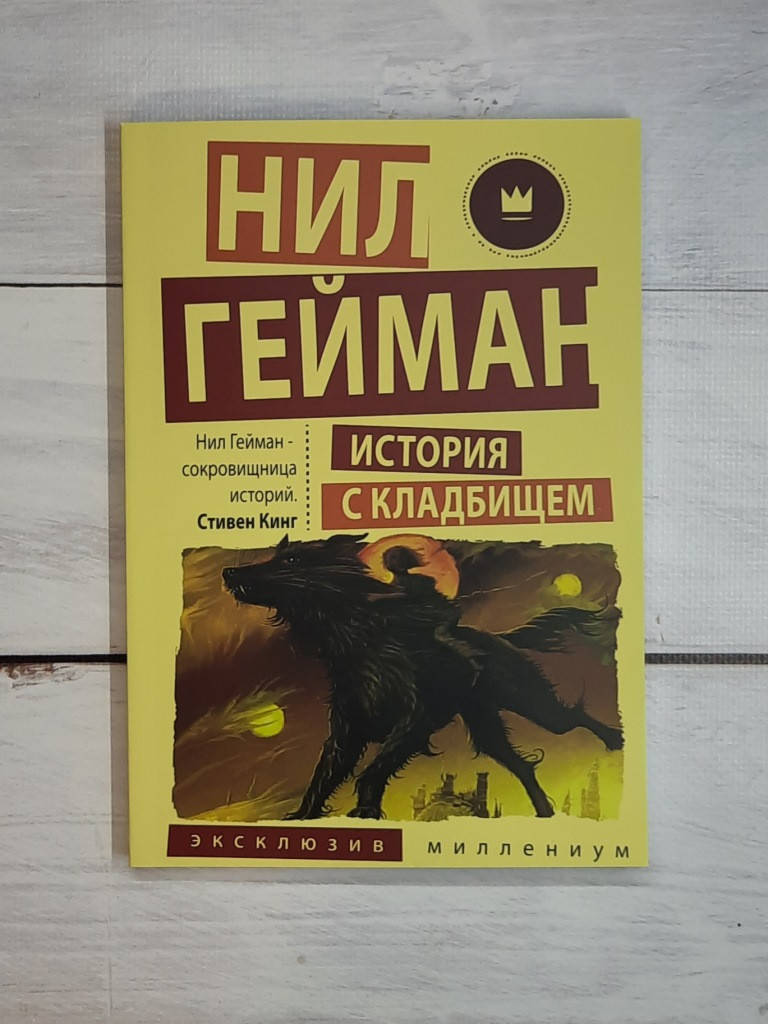 НИЛ
ГЕЙМАН
Нил Гейман -
сокровищница
историй.
Стивен Кинг
ИСТОРИЯ
С КЛАДБИЩЕМ
ЭКСКЛЮЗИВ МИЛЛЕНИУМ